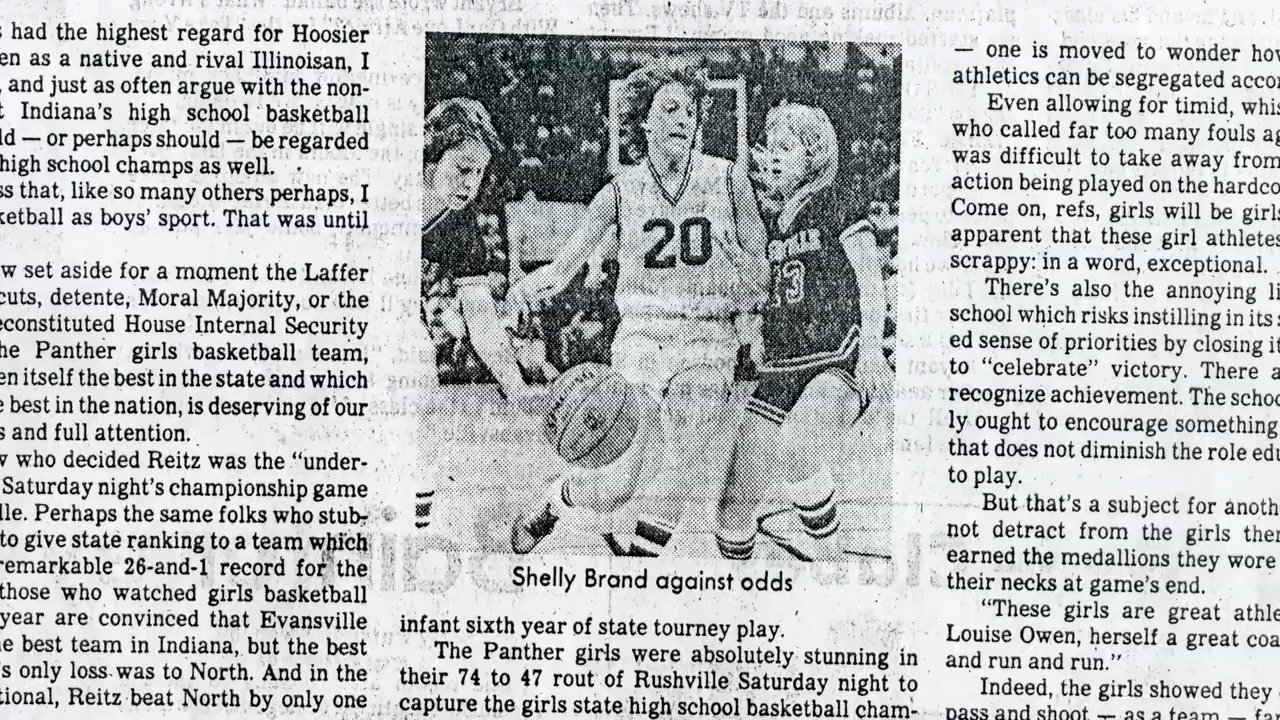 s had the highest regard for Hoosier
en as a native and rival Illinoisan, I
, and just as often argue with the non-
t Indiana's high school basketball
ld — or perhaps should — be regarded
high school champs as well.
ss that, like so many others perhaps, I
ketball as boys' sport. That was until
w set aside for a moment the Laffer
cuts, detente, Moral Majority, or the
econstituted House Internal Security
he Panther girls basketball team,
en itself the best in the state and which
e best in the nation, is deserving of our
s and full attention.
w who decided Reitz was the "under-
Saturday night's championship game
lle. Perhaps the same folks who stub-
to give state ranking to a team which
remarkable 26-and-1 record for the
those who watched girls basketball
year are convinced that Evansville
he best team in Indiana, but the best
's only loss was to North. And in the
tional, Reitz beat North by only one
20
13
Shelly Brand against odds
infant sixth year of state tourney play.
The Panther girls were absolutely stunning in
their 74 to 47 rout of Rushville Saturday night to
capture the girls state high school basketball cham-
— one is moved to wonder how
athletics can be segregated acco
Even allowing for timid, whis
who called far too many fouls ag
was difficult to take away from
action being played on the hardco
Come on, refs, girls will be girls
apparent that these girl athletes
scrappy: in a word, exceptional.
There's also the annoying li
school which risks instilling in its s
ed sense of priorities by closing it
to "celebrate" victory. There a
recognize achievement. The schoo
ly ought to encourage something
that does not diminish the role edu
to play.
But that's a subject for anoth
not detract from the girls ther
earned the medallions they wore
their necks at game's end.
"These girls are great athle
Louise Owen, herself a great coa
and run and run."
Indeed, the girls showed they
pass and shoot — as a team — fa